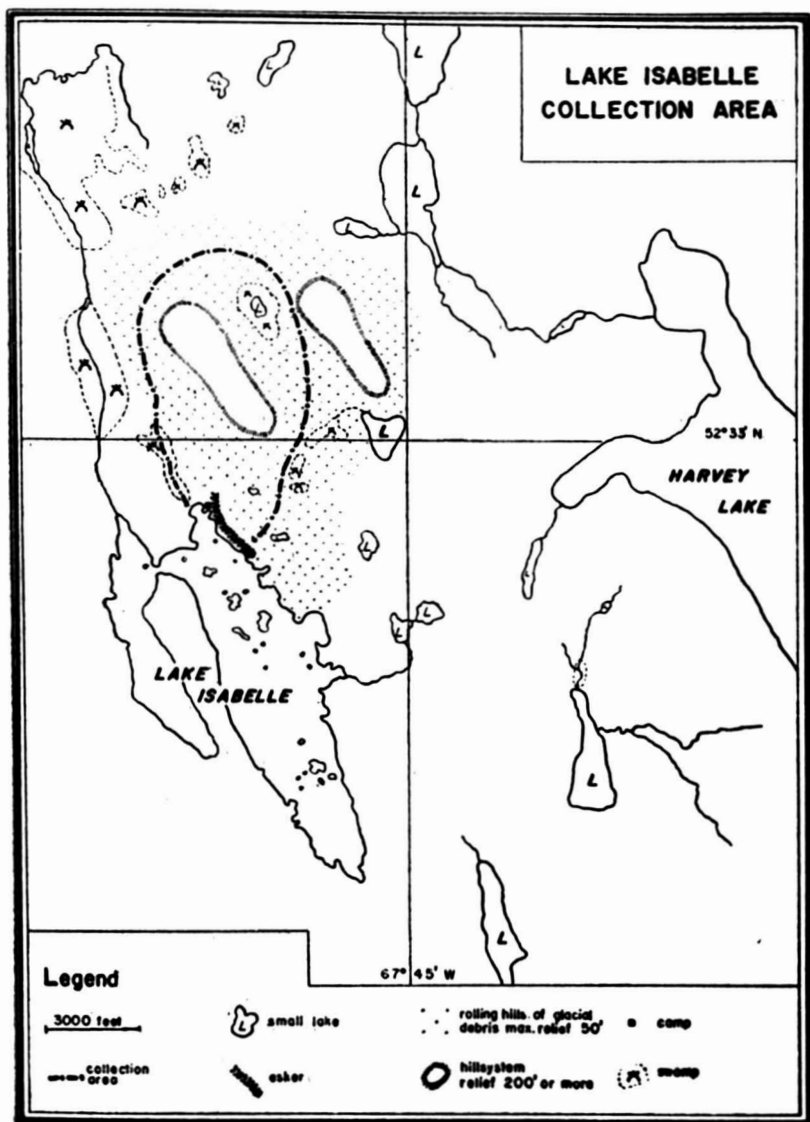 LAKE ISABELLE
COLLECTION AREA
L
L
L
L
L
52° 33' N
L
HARVEY
LAKE
L
L
L
L
L
LAKE
ISABELLE
L
L
67° 45' W
Legend
3000 feet
L small lake
rolling hills of glacial
debris max. relief 50'
camp
collection
area
esker
hillsystem
relief 200' or more
swamp